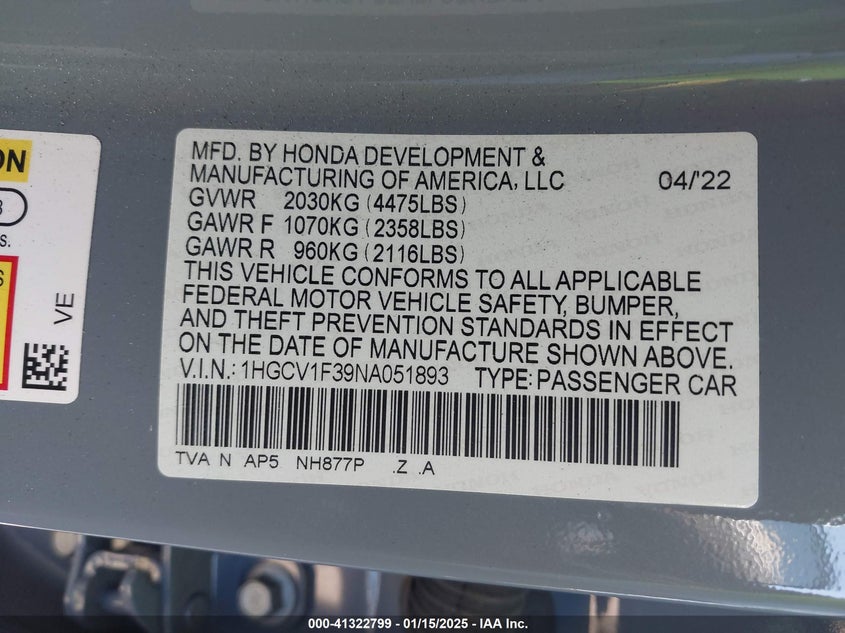 MFD. BY HONDA DEVELOPMENT &
MANUFACTURING OF AMERICA, LLC 04/22
GVWR 2030KG (4475LBS)
GAWR F 1070KG (2358LBS)
GAWR R 960KG (2116LBS)
THIS VEHICLE CONFORMS TO ALL APPLICABLE
FEDERAL MOTOR VEHICLE SAFETY, BUMPER,
AND THEFT PREVENTION STANDARDS IN EFFECT
ON THE DATE OF MANUFACTURE SHOWN ABOVE.
V.I.N.: 1HGCV1F39NA051893 TYPE: PASSENGER CAR
TVA N AP5 NH877P .Z .A
VE
000-41322799 - 01/15/2025 - IAA Inc.